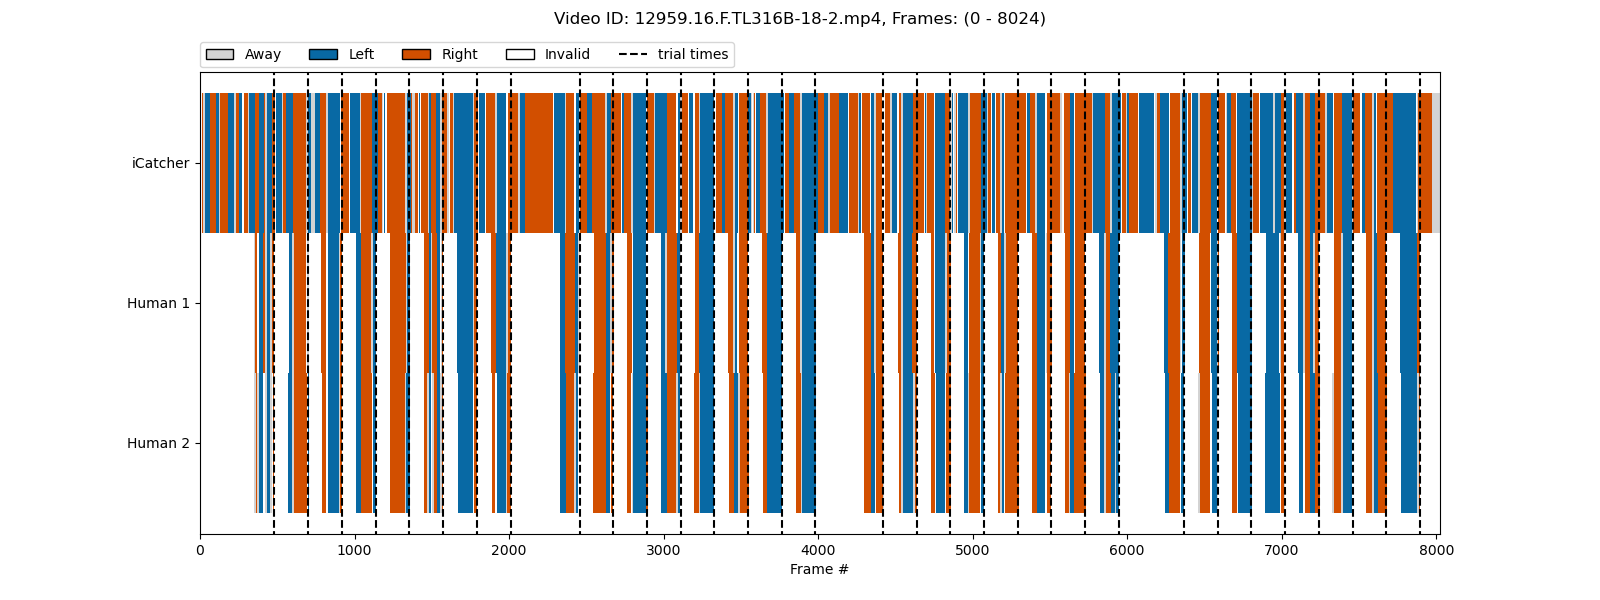 Video ID: 12959.16.F.TL316B-18-2.mp4, Frames: (0 - 8024)
Away Left Right Invalid trial times
iCatcher
Human 1
Human 2
0 1000 2000 3000 4000 5000 6000 7000 8000
Frame #